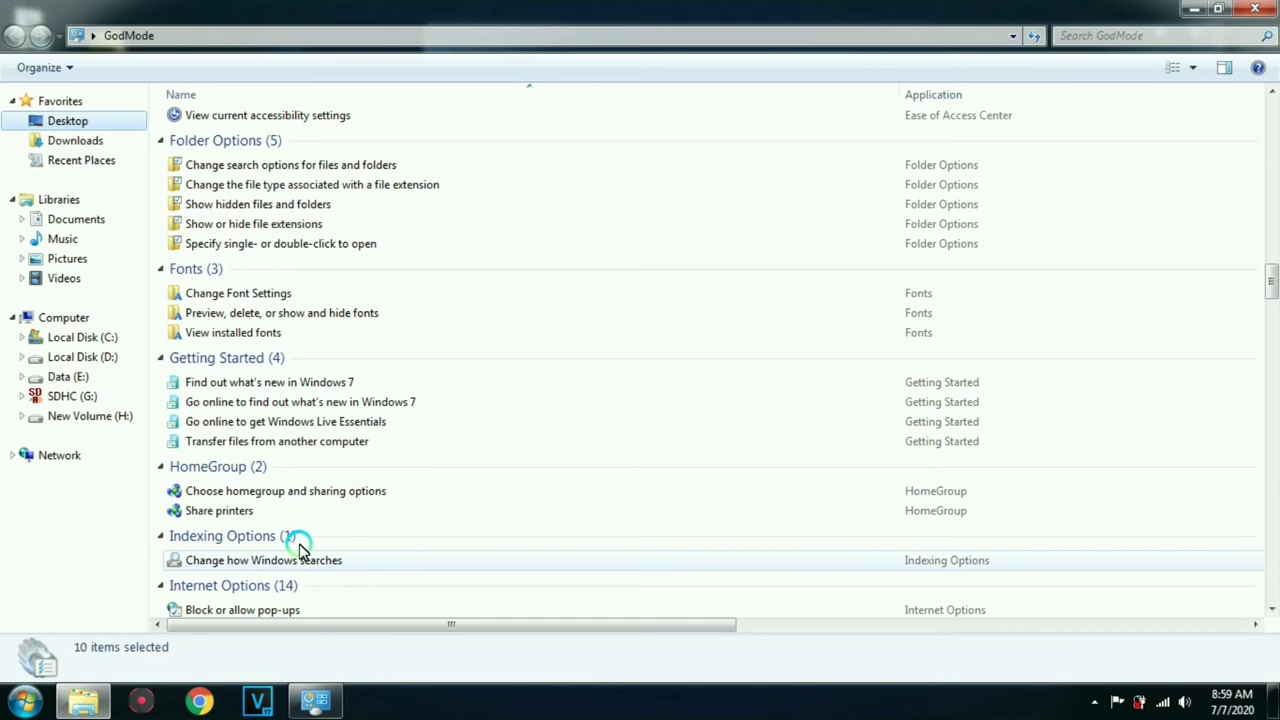 GodMode
Search GodMode
Organize
Name
Application
Favorites
Desktop
Downloads
Recent Places
Libraries
Documents
Music
Pictures
Videos
Computer
Local Disk (C:)
Local Disk (D:)
Data (E:)
SDHC (G:)
New Volume (H:)
Network
View current accessibility settings Ease of Access Center
Folder Options (5)
Change search options for files and folders Folder Options
Change the file type associated with a file extension Folder Options
Show hidden files and folders Folder Options
Show or hide file extensions Folder Options
Specify single- or double-click to open Folder Options
Fonts (3)
Change Font Settings Fonts
Preview, delete, or show and hide fonts Fonts
View installed fonts Fonts
Getting Started (4)
Find out what's new in Windows 7 Getting Started
Go online to find out what's new in Windows 7 Getting Started
Go online to get Windows Live Essentials Getting Started
Transfer files from another computer Getting Started
HomeGroup (2)
Choose homegroup and sharing options HomeGroup
Share printers HomeGroup
Indexing Options (1)
Change how Windows searches Indexing Options
Internet Options (14)
Block or allow pop-ups Internet Options
10 items selected
8:59 AM
7/7/2020